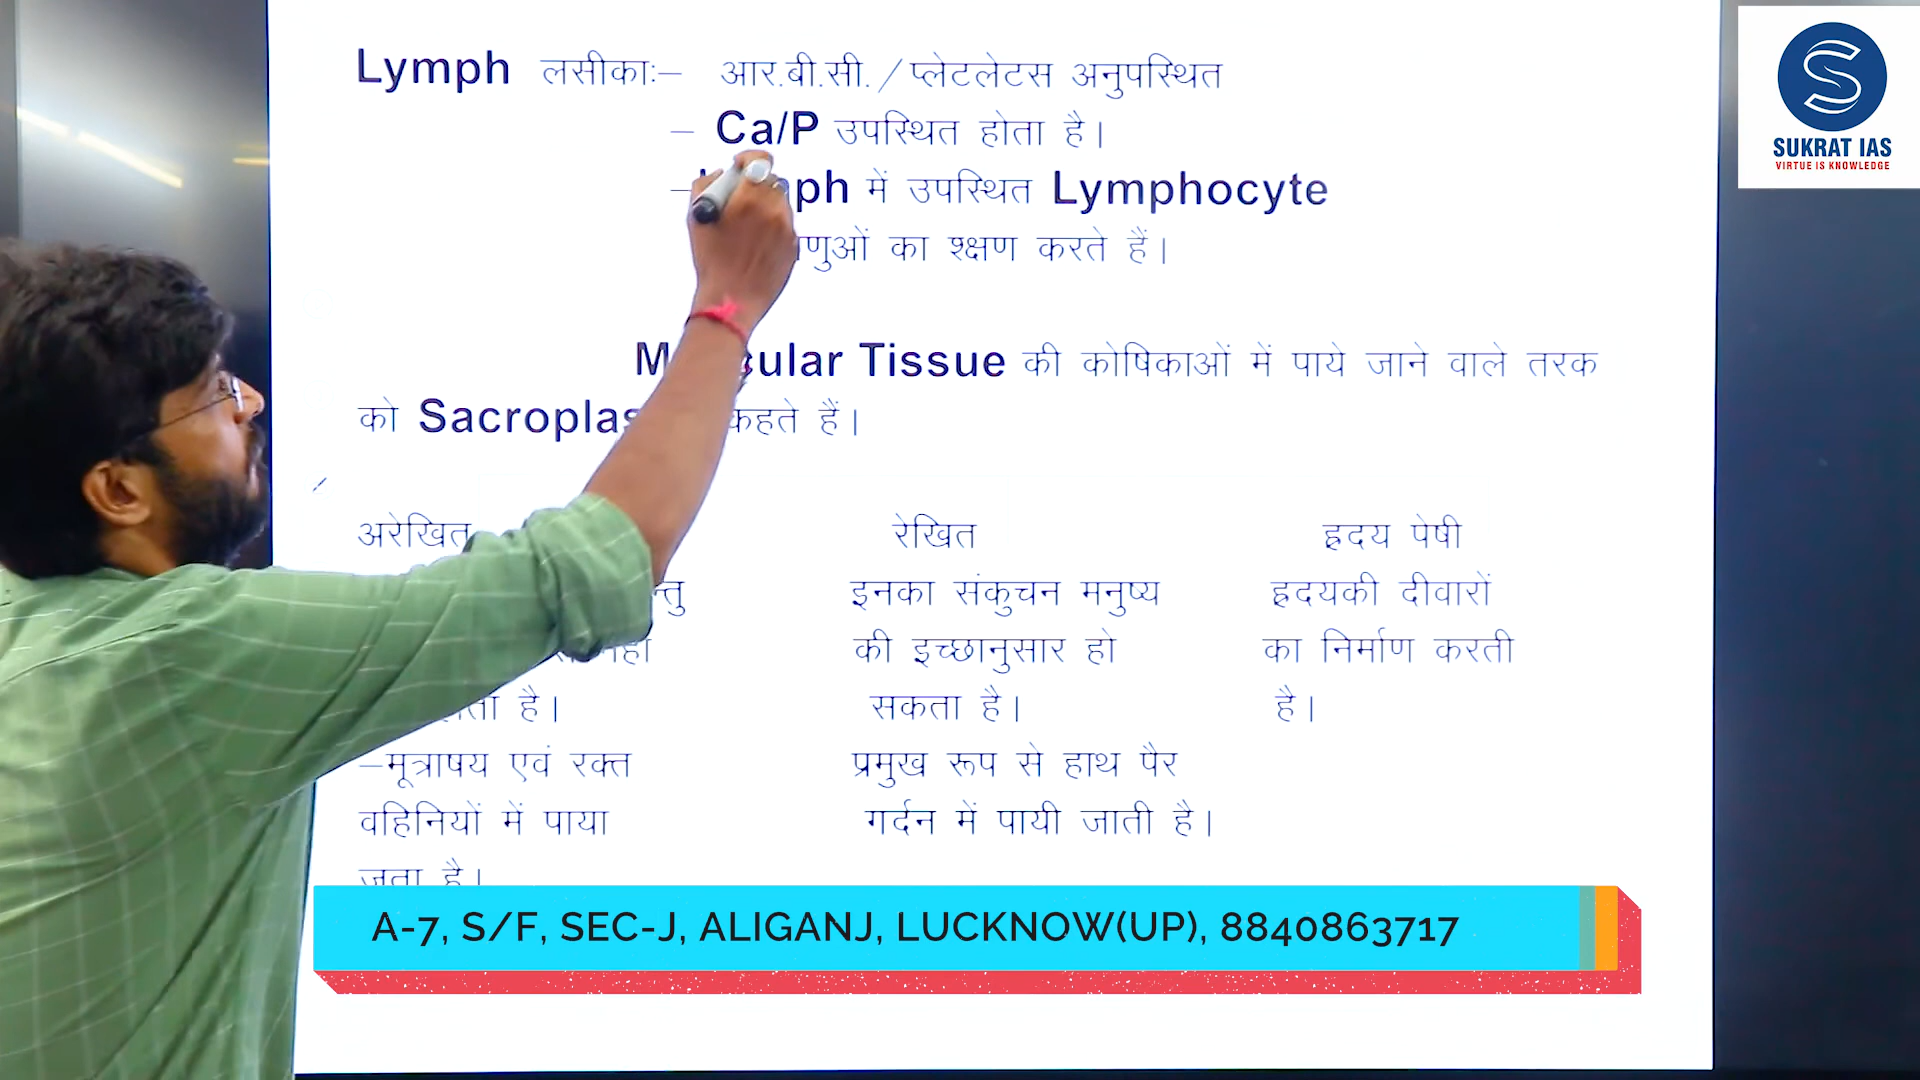 Lymph लसीकाः– आर.बी.सी./प्लेटलेटस अनुपस्थित
– Ca/P उपस्थित होता है।
– ph में उपस्थित Lymphocyte
णुओं का श्क्षण करते हैं।
M cular Tissue की कोषिकाओं में पाये जाने वाले तरक
को Sacroplas कहते हैं।
अरेखित रेखित ह्रदय पेषी
न्तु इनका संकुचन मनुष्य ह्रदयकी दीवारों
की इच्छानुसार हो का निर्माण करती
है। सकता है। है।
–मूत्राषय एवं रक्त प्रमुख रूप से हाथ पैर
वहिनियों में पाया गर्दन में पायी जाती है।
जता है।
A-7, S/F, SEC-J, ALIGANJ, LUCKNOW(UP), 8840863717
SUKRAT IAS
VIRTUE IS KNOWLEDGE